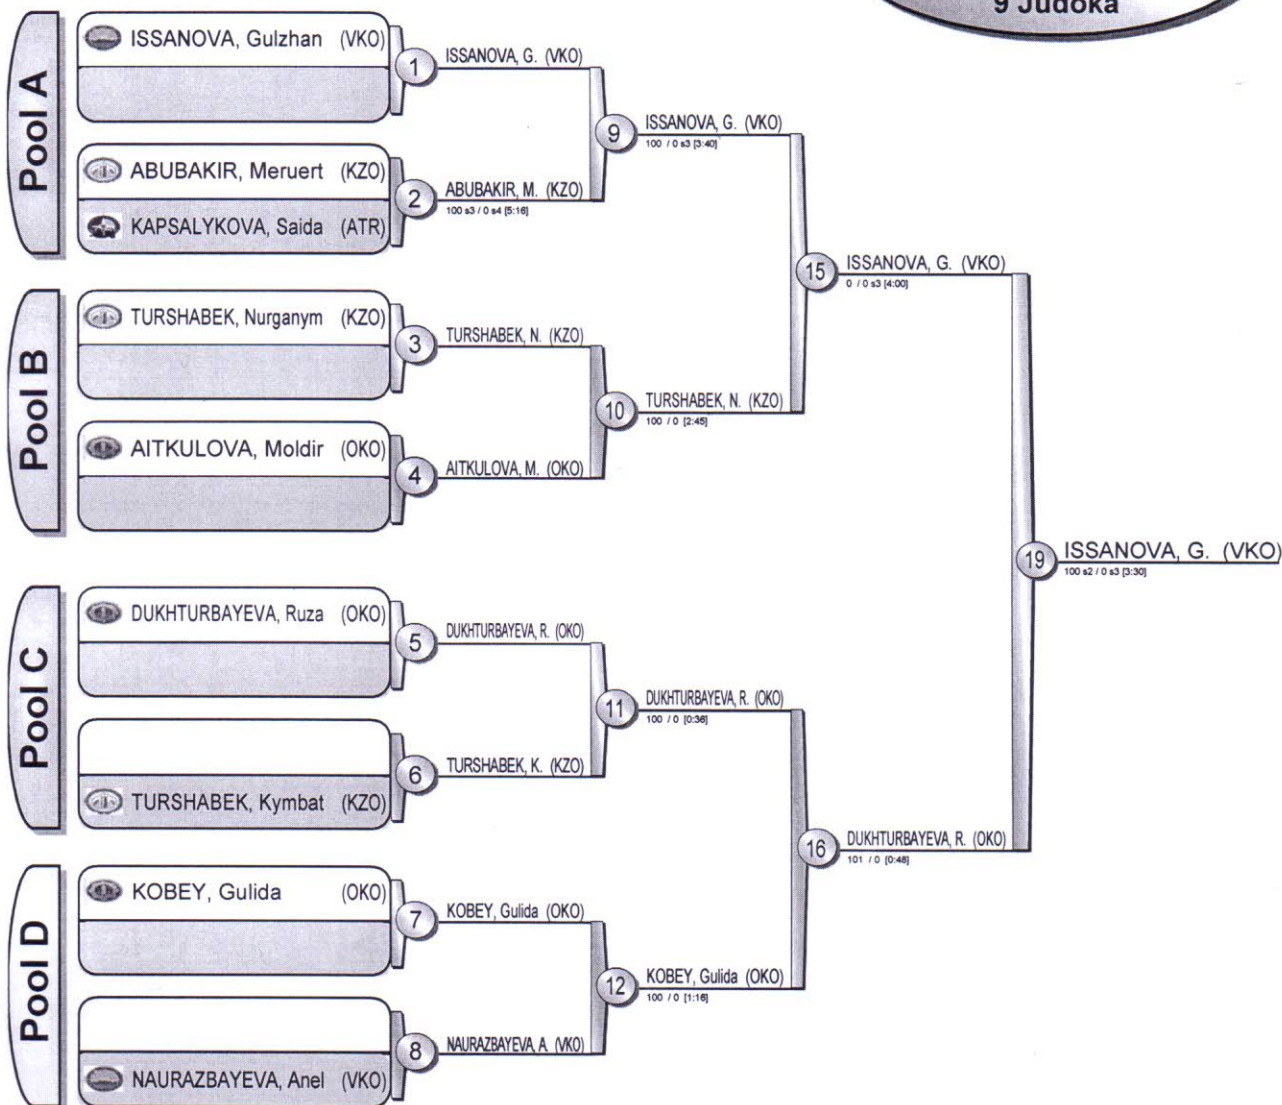 9 Judoka
Pool A
ISSANOVA, Gulzhan (VKO)
ABUBAKIR, Meruert (KZO)
KAPSALYKOVA, Saida (ATR)
1
ISSANOVA, G. (VKO)
2
ABUBAKIR, M. (KZO)
100 s3 / 0 s4 [5:16]
9
ISSANOVA, G. (VKO)
100 / 0 s3 [3:40]
Pool B
TURSHABEK, Nurganym (KZO)
AITKULOVA, Moldir (OKO)
3
TURSHABEK, N. (KZO)
4
AITKULOVA, M. (OKO)
10
TURSHABEK, N. (KZO)
100 / 0 [2:45]
15
ISSANOVA, G. (VKO)
0 / 0 s3 [4:00]
Pool C
DUKHTURBAYEVA, Ruza (OKO)
TURSHABEK, Kymbat (KZO)
5
DUKHTURBAYEVA, R. (OKO)
6
TURSHABEK, K. (KZO)
11
DUKHTURBAYEVA, R. (OKO)
100 / 0 [0:36]
Pool D
KOBEY, Gulida (OKO)
NAURAZBAYEVA, Anel (VKO)
7
KOBEY, Gulida (OKO)
8
NAURAZBAYEVA, A. (VKO)
12
KOBEY, Gulida (OKO)
100 / 0 [1:16]
16
DUKHTURBAYEVA, R. (OKO)
101 / 0 [0:48]
19
ISSANOVA, G. (VKO)
100 s2 / 0 s3 [3:30]